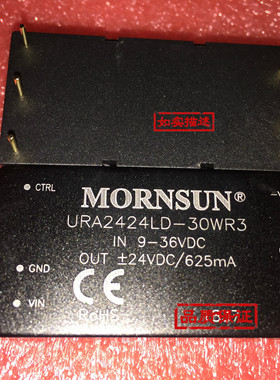 如实描述
CTRL
MORNSUN®
URA2424LD-30WR3
IN 9-36VDC
OUT ±24VDC/625mA
GND
CE
RoHS
VIN
品质保证